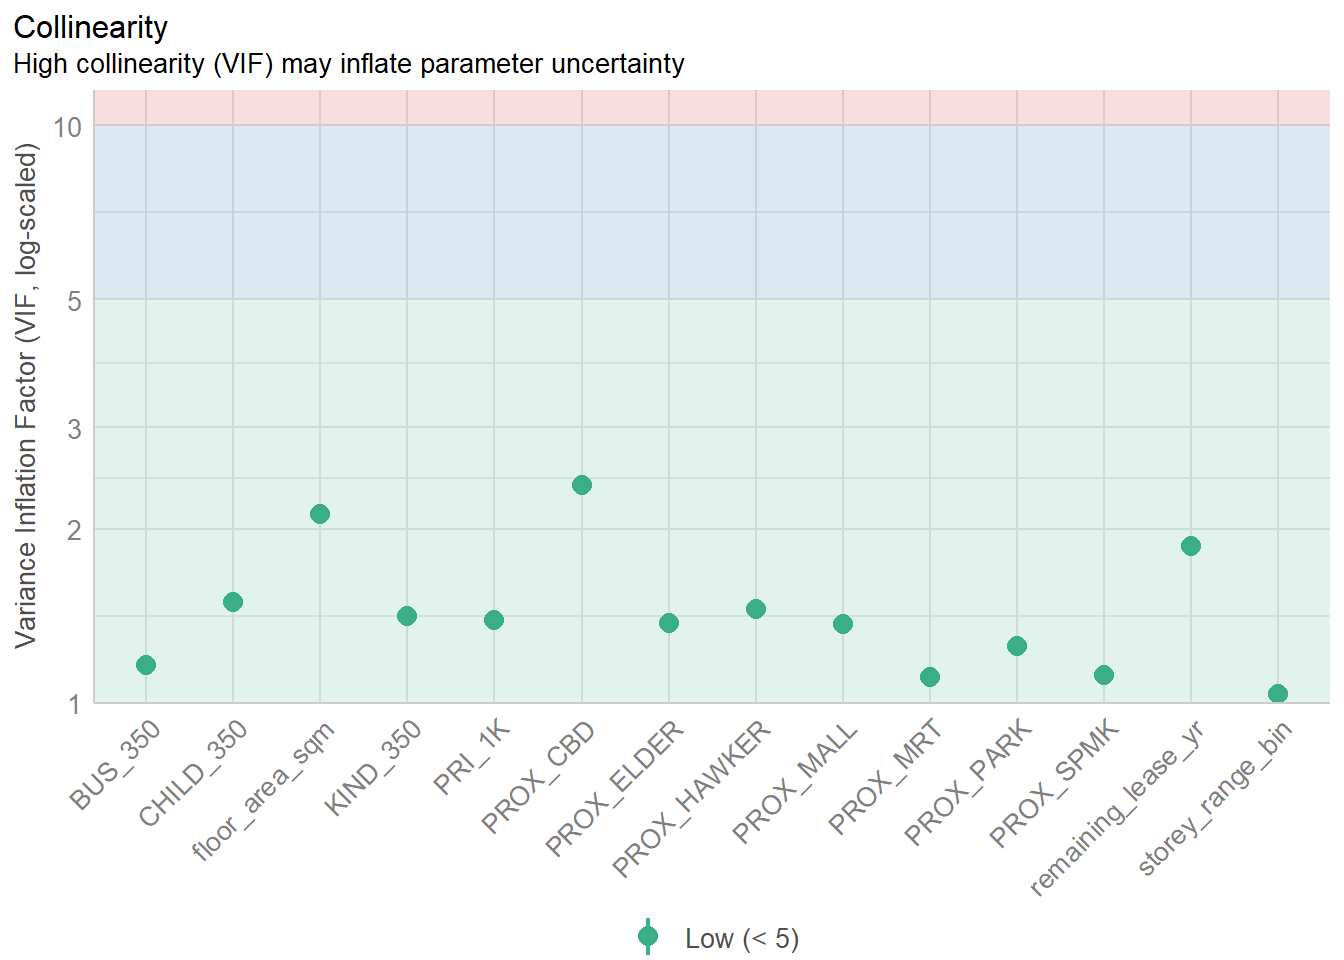 Collinearity
High collinearity (VIF) may inflate parameter uncertainty
Variance Inflation Factor (VIF, log-scaled)
10
5
3
2
1
BUS_350
CHILD_350
floor_area_sqm
KIND_350
PRI_1K
PROX_CBD
PROX_ELDER
PROX_HAWKER
PROX_MALL
PROX_MRT
PROX_PARK
PROX_SPMK
remaining_lease_yr
storey_range_bin
Low (< 5)